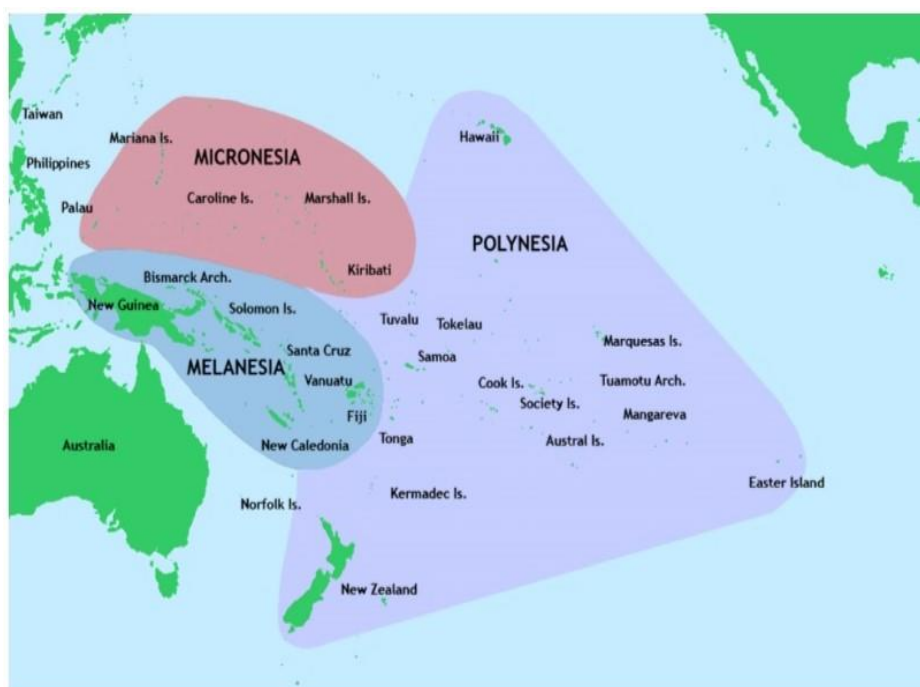 Taiwan
Mariana Is.
Hawaii
Philippines
MICRONESIA
Palau
Caroline Is.
Marshall Is.
POLYNESIA
Bismarck Arch.
Kiribati
New Guinea
Solomon Is.
Tuvalu
Tokelau
Santa Cruz
Samoa
Marquesas Is.
MELANESIA
Vanuatu
Cook Is.
Tuamotu Arch.
Society Is.
Fiji
Mangareva
Australia
New Caledonia
Tonga
Austral Is.
Easter Island
Norfolk Is.
Kermadec Is.
New Zealand